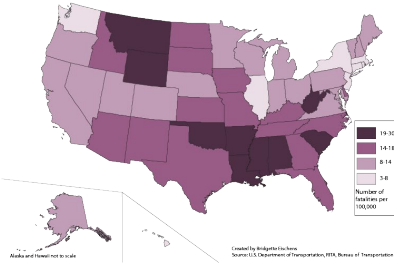 19-30
14-18
8-14
3-8
Number of
fatalities per
100,000
Alaska and Hawaii not to scale
Created by Bridgette Eischens
Source: U.S. Department of Transportation, RITA, Bureau of Transportation